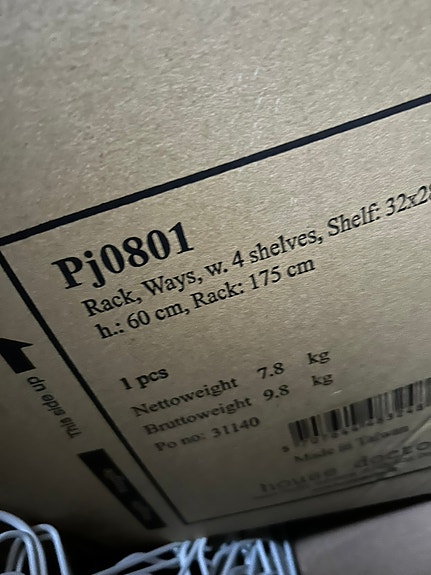 Pj0801
Rack, Ways, w. 4 shelves, Shelf: 32x28
h.: 60 cm, Rack: 175 cm
1 pcs
Nettoweight 7.8 kg
Bruttoweight 9.8 kg
Po no: 31140
Made in Taiwan
house doctor
This side up